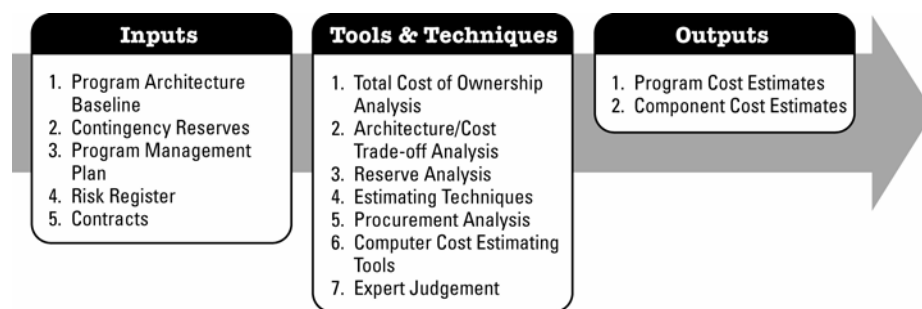 Inputs
1. Program Architecture
Baseline
2. Contingency Reserves
3. Program Management
Plan
4. Risk Register
5. Contracts
Tools & Techniques
1. Total Cost of Ownership
Analysis
2. Architecture/Cost
Trade-off Analysis
3. Reserve Analysis
4. Estimating Techniques
5. Procurement Analysis
6. Computer Cost Estimating
Tools
7. Expert Judgement
Outputs
1. Program Cost Estimates
2. Component Cost Estimates